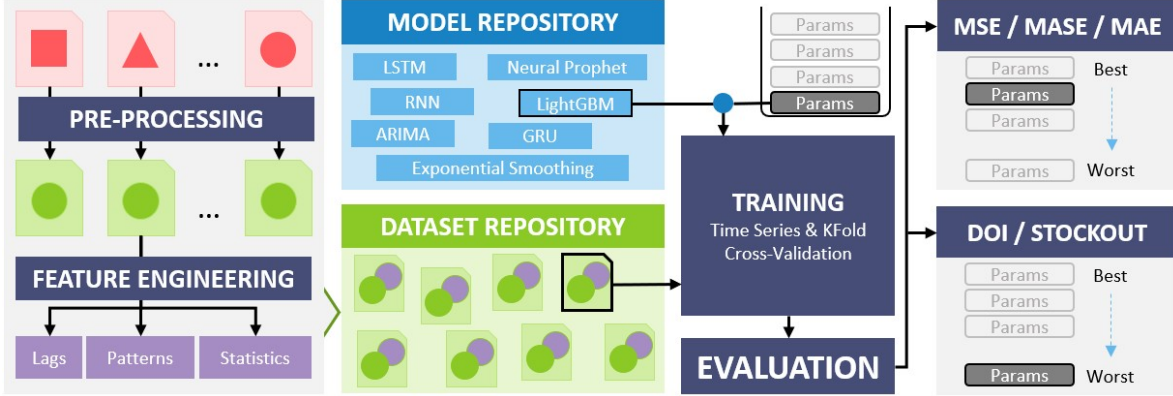 ...
PRE-PROCESSING
...
FEATURE ENGINEERING
Lags
Patterns
Statistics
MODEL REPOSITORY
LSTM
Neural Prophet
RNN
LightGBM
ARIMA
GRU
Exponential Smoothing
DATASET REPOSITORY
Params
Params
Params
Params
TRAINING
Time Series & KFold
Cross-Validation
EVALUATION
MSE / MASE / MAE
Params
Best
Params
Params
Params
Worst
DOI / STOCKOUT
Params
Best
Params
Params
Params
Worst